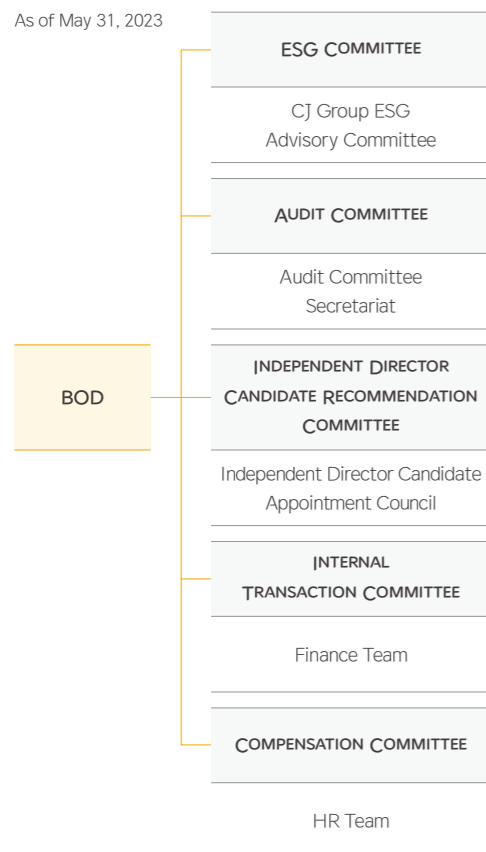 As of May 31, 2023
ESG COMMITTEE
CJ Group ESG
Advisory Committee
AUDIT COMMITTEE
Audit Committee
Secretariat
BOD
INDEPENDENT DIRECTOR
CANDIDATE RECOMMENDATION
COMMITTEE
Independent Director Candidate
Appointment Council
INTERNAL
TRANSACTION COMMITTEE
Finance Team
COMPENSATION COMMITTEE
HR Team